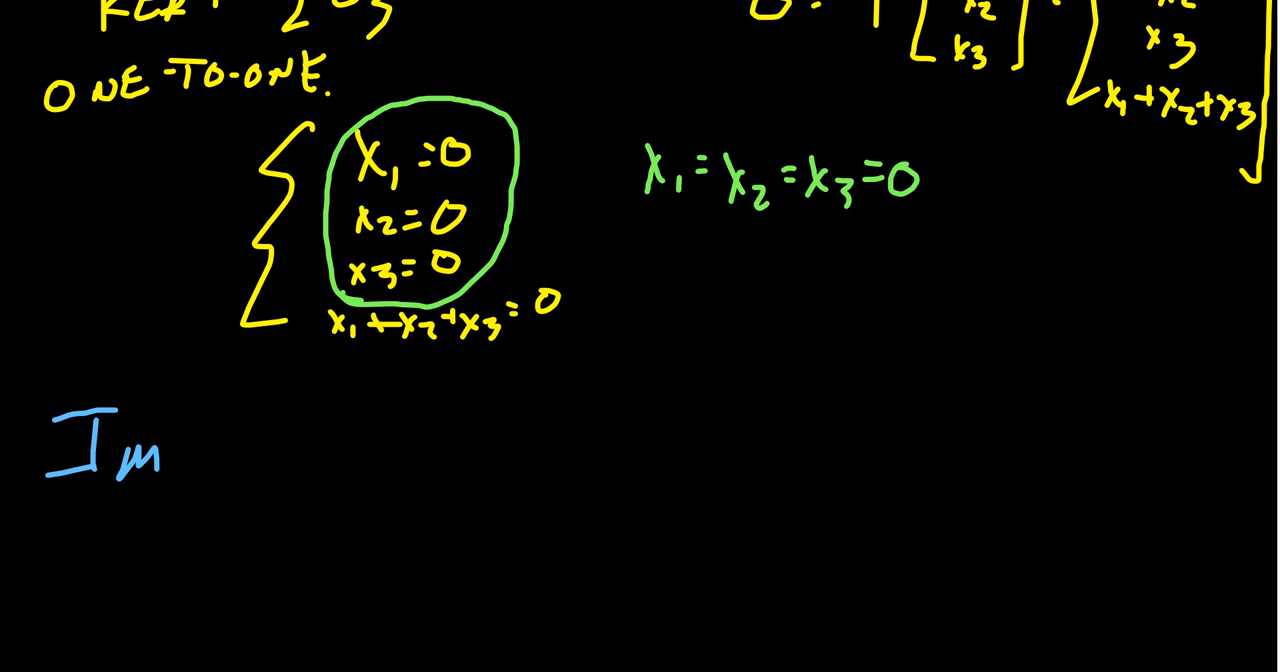 ONE-TO-ONE.
x3
x3
x1+x2+x3
x1=0
x2=0
x3=0
x1+x2+x3=0
x1=x2=x3=0
Im